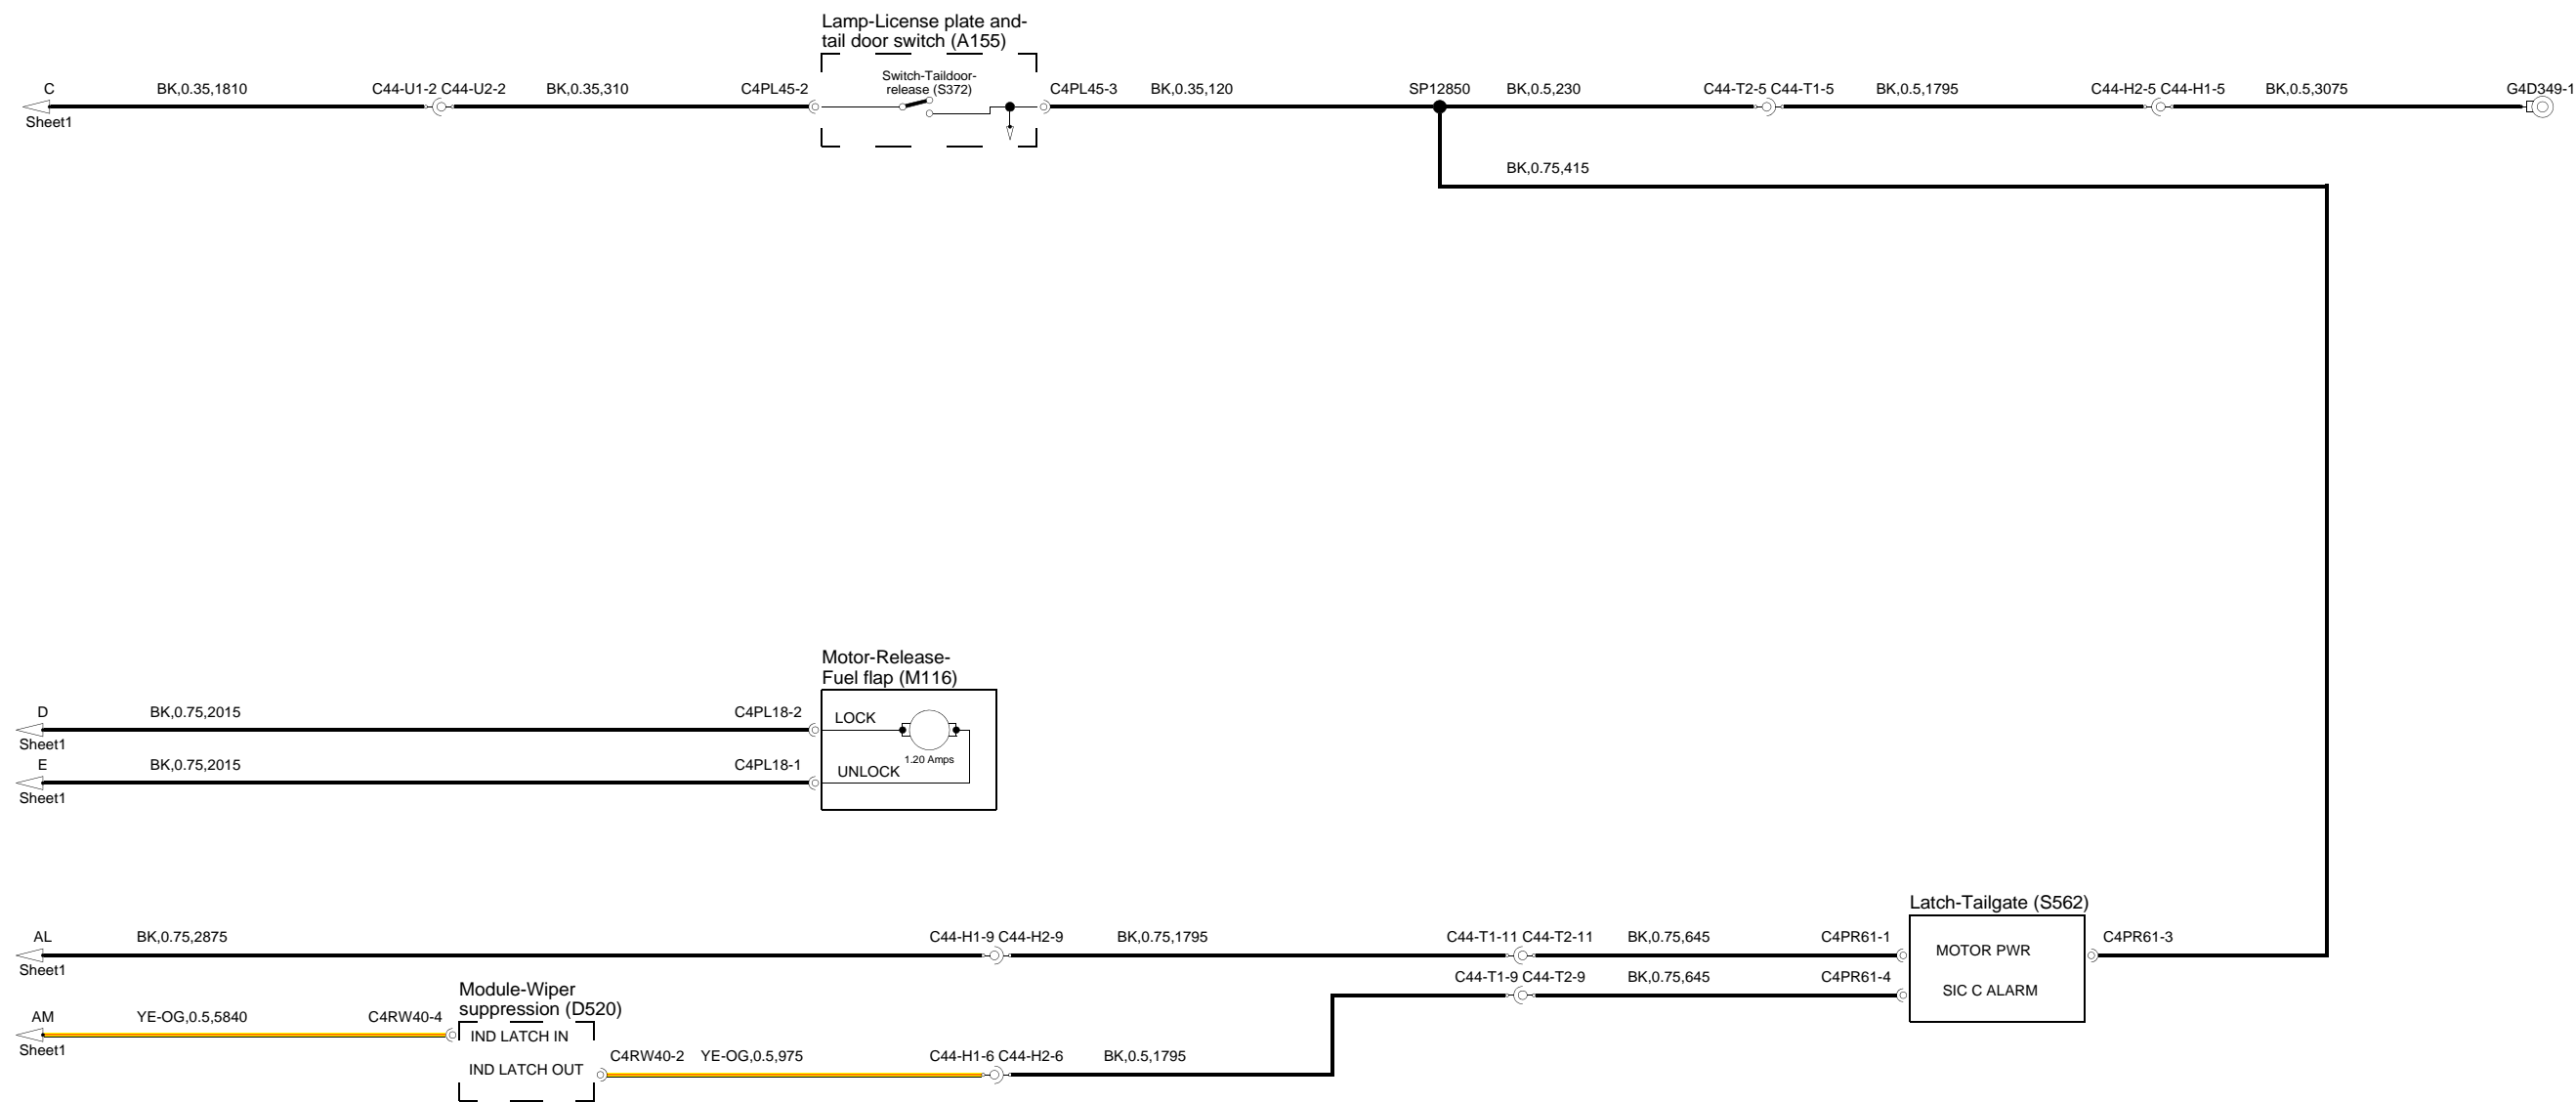 Lamp-License plate and-
tail door switch (A155)
Switch-Taildoor-
release (S372)
C
BK,0.35,1810
C44-U1-2 C44-U2-2
BK,0.35,310
C4PL45-2
C4PL45-3
BK,0.35,120
SP12850
BK,0.5,230
C44-T2-5 C44-T1-5
BK,0.5,1795
C44-H2-5 C44-H1-5
BK,0.5,3075
G4D349-1
Sheet1
BK,0.75,415
Motor-Release-
Fuel flap (M116)
D
BK,0.75,2015
C4PL18-2
LOCK
Sheet1
E
BK,0.75,2015
C4PL18-1
UNLOCK
1.20 Amps
Sheet1
Latch-Tailgate (S562)
AL
BK,0.75,2875
C44-H1-9 C44-H2-9
BK,0.75,1795
C44-T1-11 C44-T2-11
BK,0.75,645
C4PR61-1
MOTOR PWR
C4PR61-3
Sheet1
C44-T1-9 C44-T2-9
BK,0.75,645
C4PR61-4
SIC C ALARM
Module-Wiper
suppression (D520)
AM
YE-OG,0.5,5840
C4RW40-4
IND LATCH IN
Sheet1
IND LATCH OUT
C4RW40-2
YE-OG,0.5,975
C44-H1-6 C44-H2-6
BK,0.5,1795